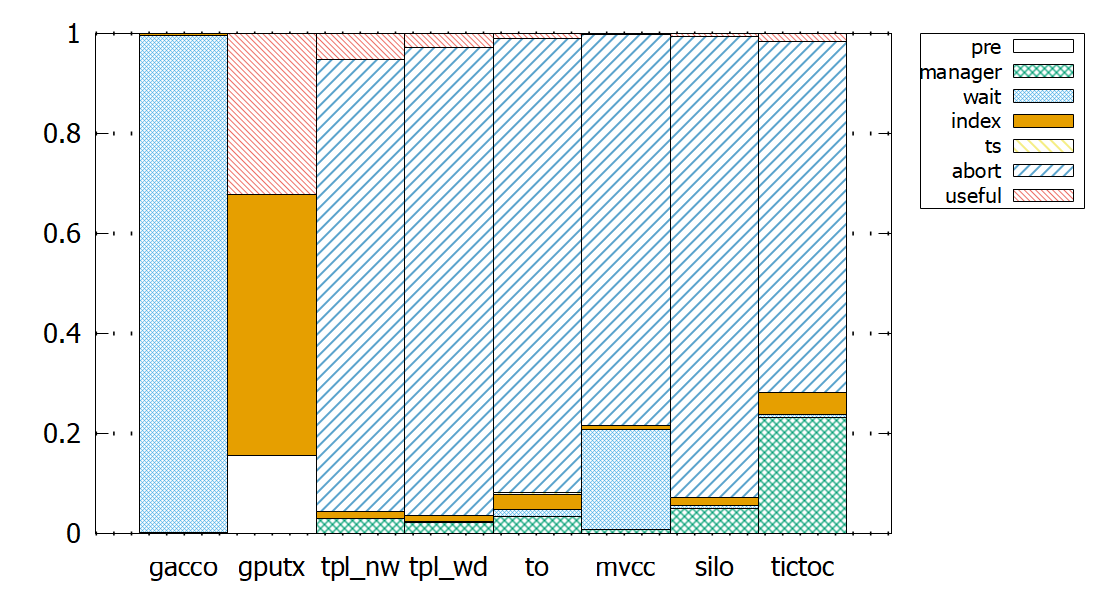 1
0.8
0.6
0.4
0.2
0
gacco gputx tpl_nw tpl_wd to mvcc silo tictoc
pre
manager
wait
index
ts
abort
useful